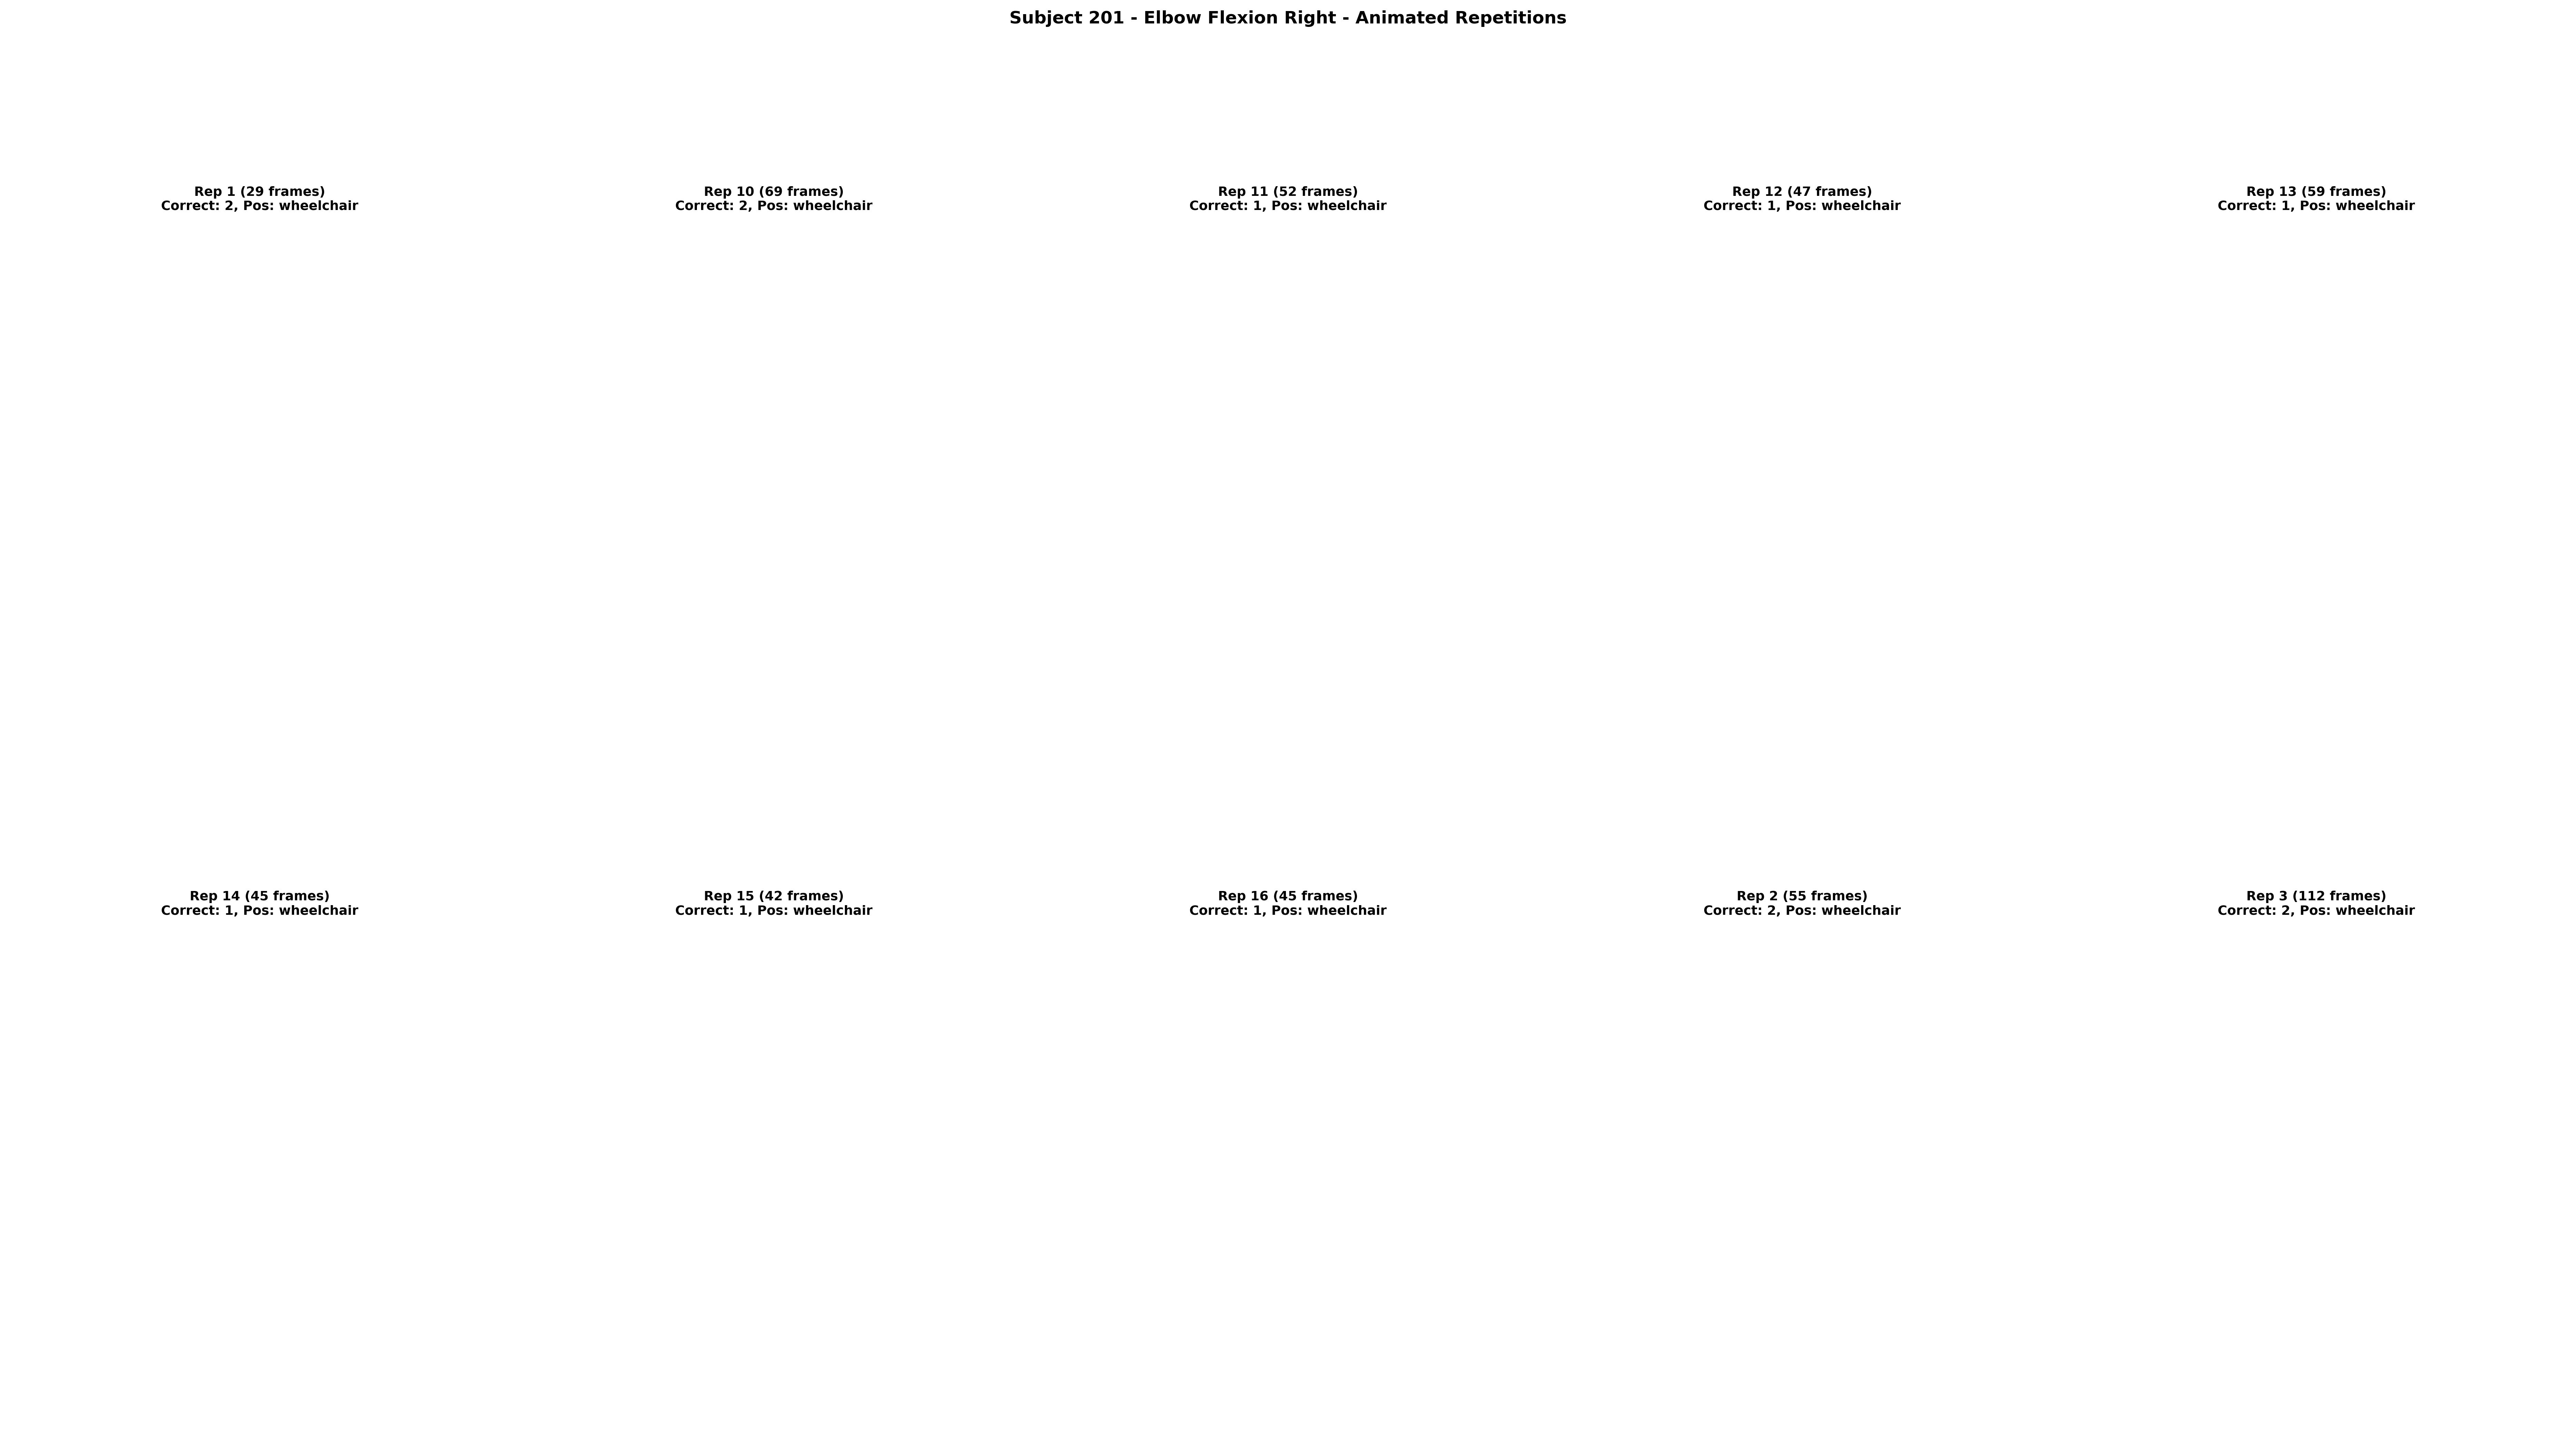 Subject 201 - Elbow Flexion Right - Animated Repetitions
Rep 1 (29 frames)
Correct: 2, Pos: wheelchair
Rep 10 (69 frames)
Correct: 2, Pos: wheelchair
Rep 11 (52 frames)
Correct: 1, Pos: wheelchair
Rep 12 (47 frames)
Correct: 1, Pos: wheelchair
Rep 13 (59 frames)
Correct: 1, Pos: wheelchair
Rep 14 (45 frames)
Correct: 1, Pos: wheelchair
Rep 15 (42 frames)
Correct: 1, Pos: wheelchair
Rep 16 (45 frames)
Correct: 1, Pos: wheelchair
Rep 2 (55 frames)
Correct: 2, Pos: wheelchair
Rep 3 (112 frames)
Correct: 2, Pos: wheelchair